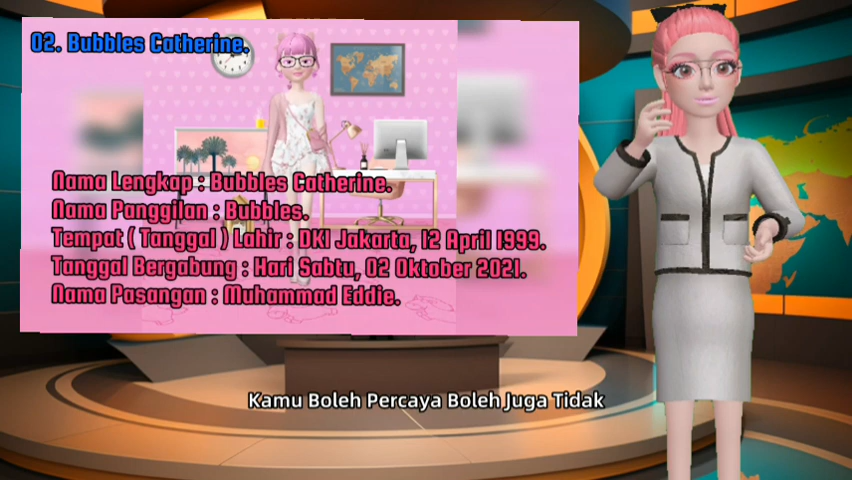 02. Bubbles Catherine.
Nama Lengkap : Bubbles Catherine.
Nama Panggilan : Bubbles.
Tempat ( Tanggal ) Lahir : DKI Jakarta, 12 April 1999.
Tanggal Bergabung : Hari Sabtu, 02 Oktober 2021.
Nama Pasangan : Muhammad Eddie.
Kamu Boleh Percaya Boleh Juga Tidak